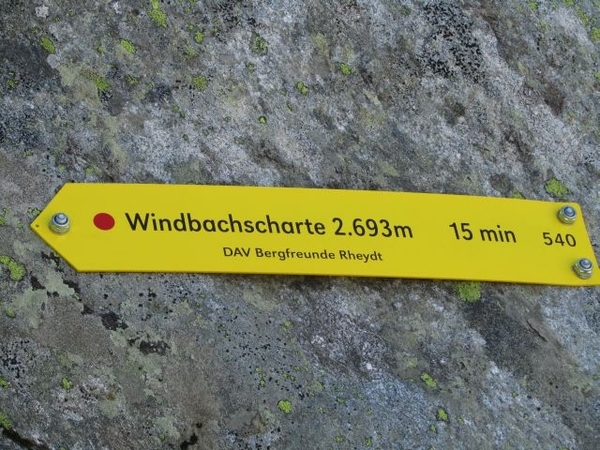 Windbachscharte 2.693m 15 min 540
DAV Bergfreunde Rheydt